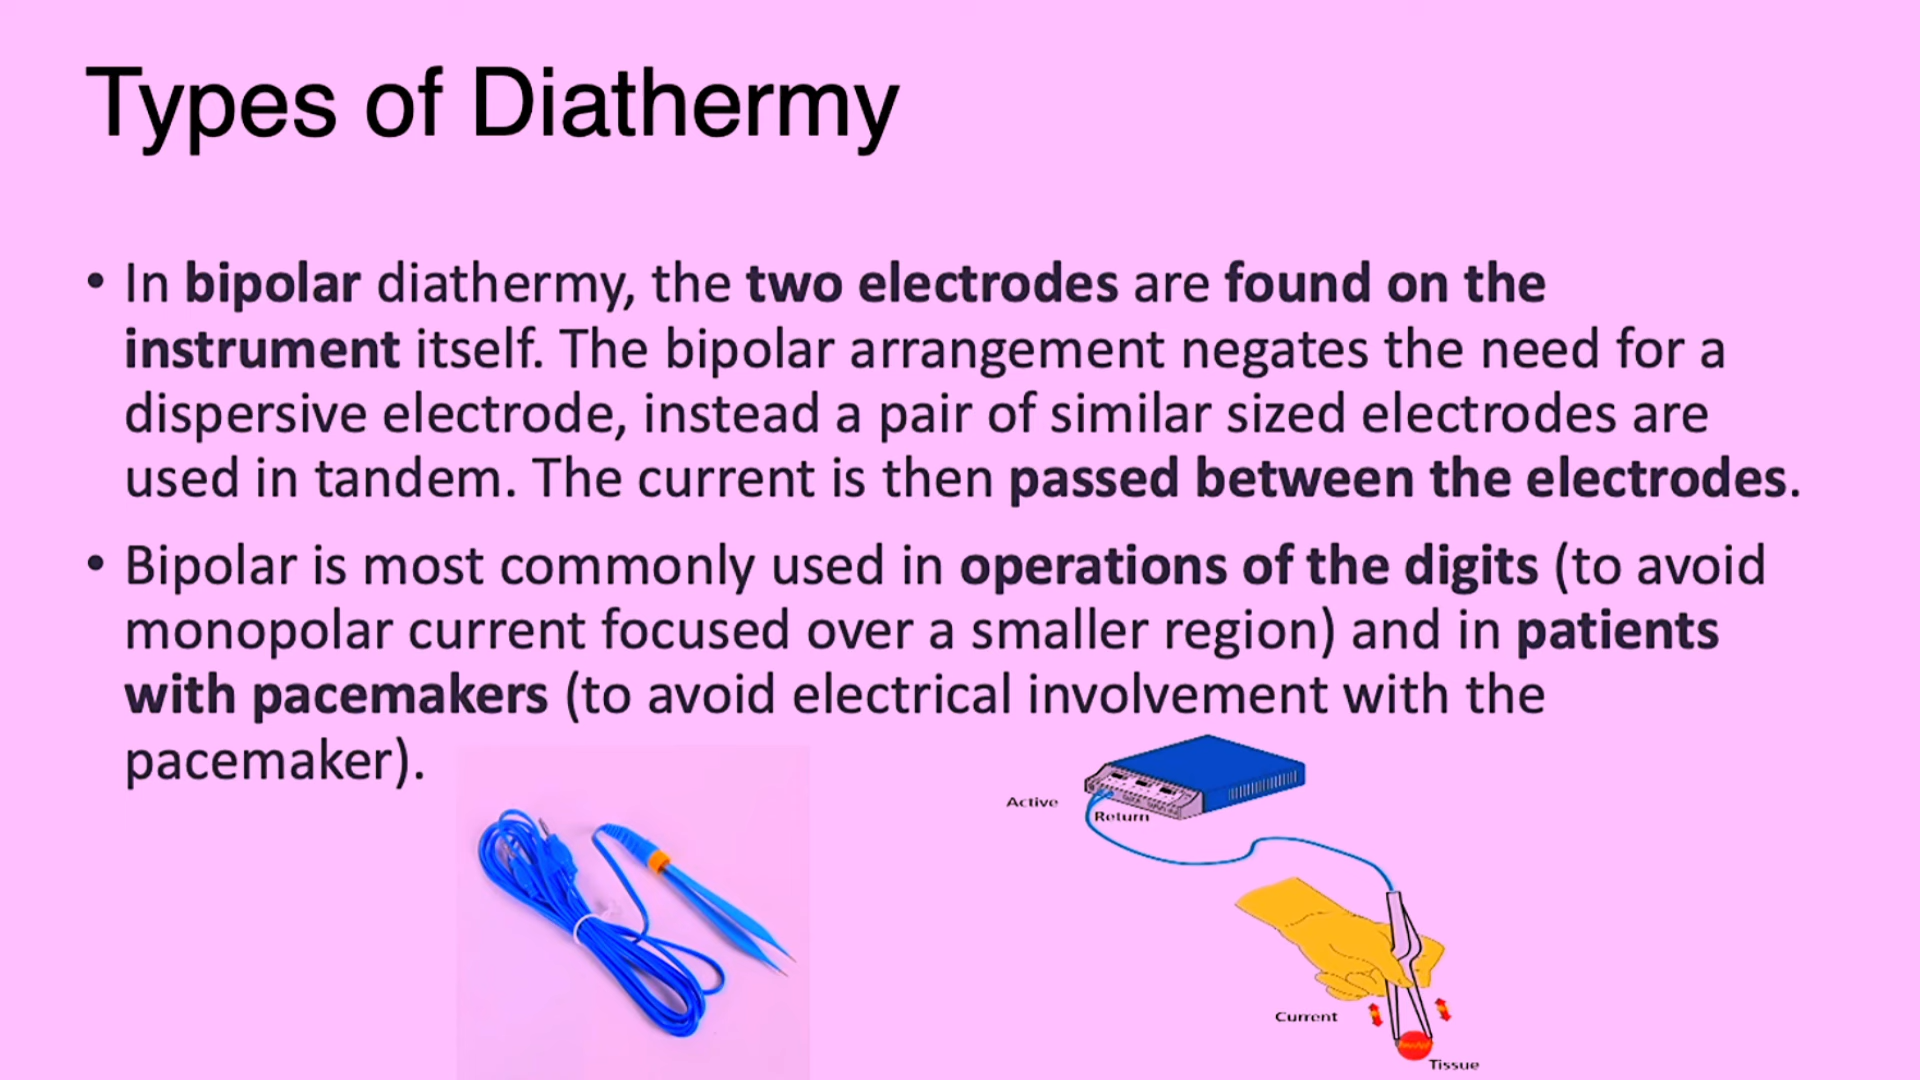 Types of Diathermy
• In bipolar diathermy, the two electrodes are found on the
instrument itself. The bipolar arrangement negates the need for a
dispersive electrode, instead a pair of similar sized electrodes are
used in tandem. The current is then passed between the electrodes.
• Bipolar is most commonly used in operations of the digits (to avoid
monopolar current focused over a smaller region) and in patients
with pacemakers (to avoid electrical involvement with the
pacemaker).
Active
Return
Current
Tissue